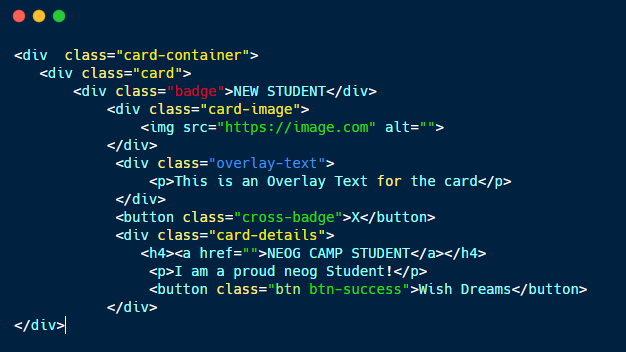 <div  class="card-container">
<div class="card">
<div class="badge">NEW STUDENT</div>
<div class="card-image">
<img src="https://image.com" alt="">
</div>
<div class="overlay-text">
<p>This is an Overlay Text for the card</p>
</div>
<button class="cross-badge">X</button>
<div class="card-details">
<h4><a href="">NEOG CAMP STUDENT</a></h4>
<p>I am a proud neog Student!</p>
<button class="btn btn-success">Wish Dreams</button>
</div>
</div>